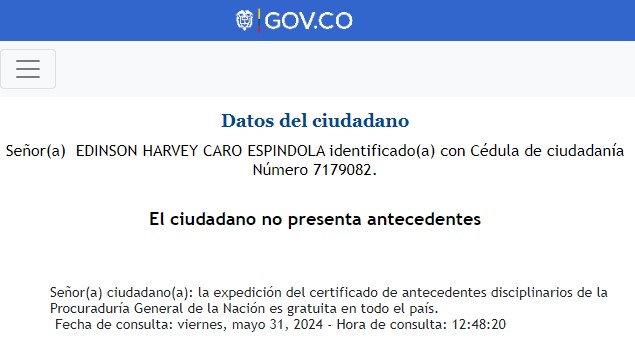 GOV.CO
Datos del ciudadano
Señor(a) EDINSON HARVEY CARO ESPINDOLA identificado(a) con Cédula de ciudadanía
Número 7179082.
El ciudadano no presenta antecedentes
Señor(a) ciudadano(a): la expedición del certificado de antecedentes disciplinarios de la
Procuraduría General de la Nación es gratuita en todo el país.
Fecha de consulta: viernes, mayo 31, 2024 - Hora de consulta: 12:48:20